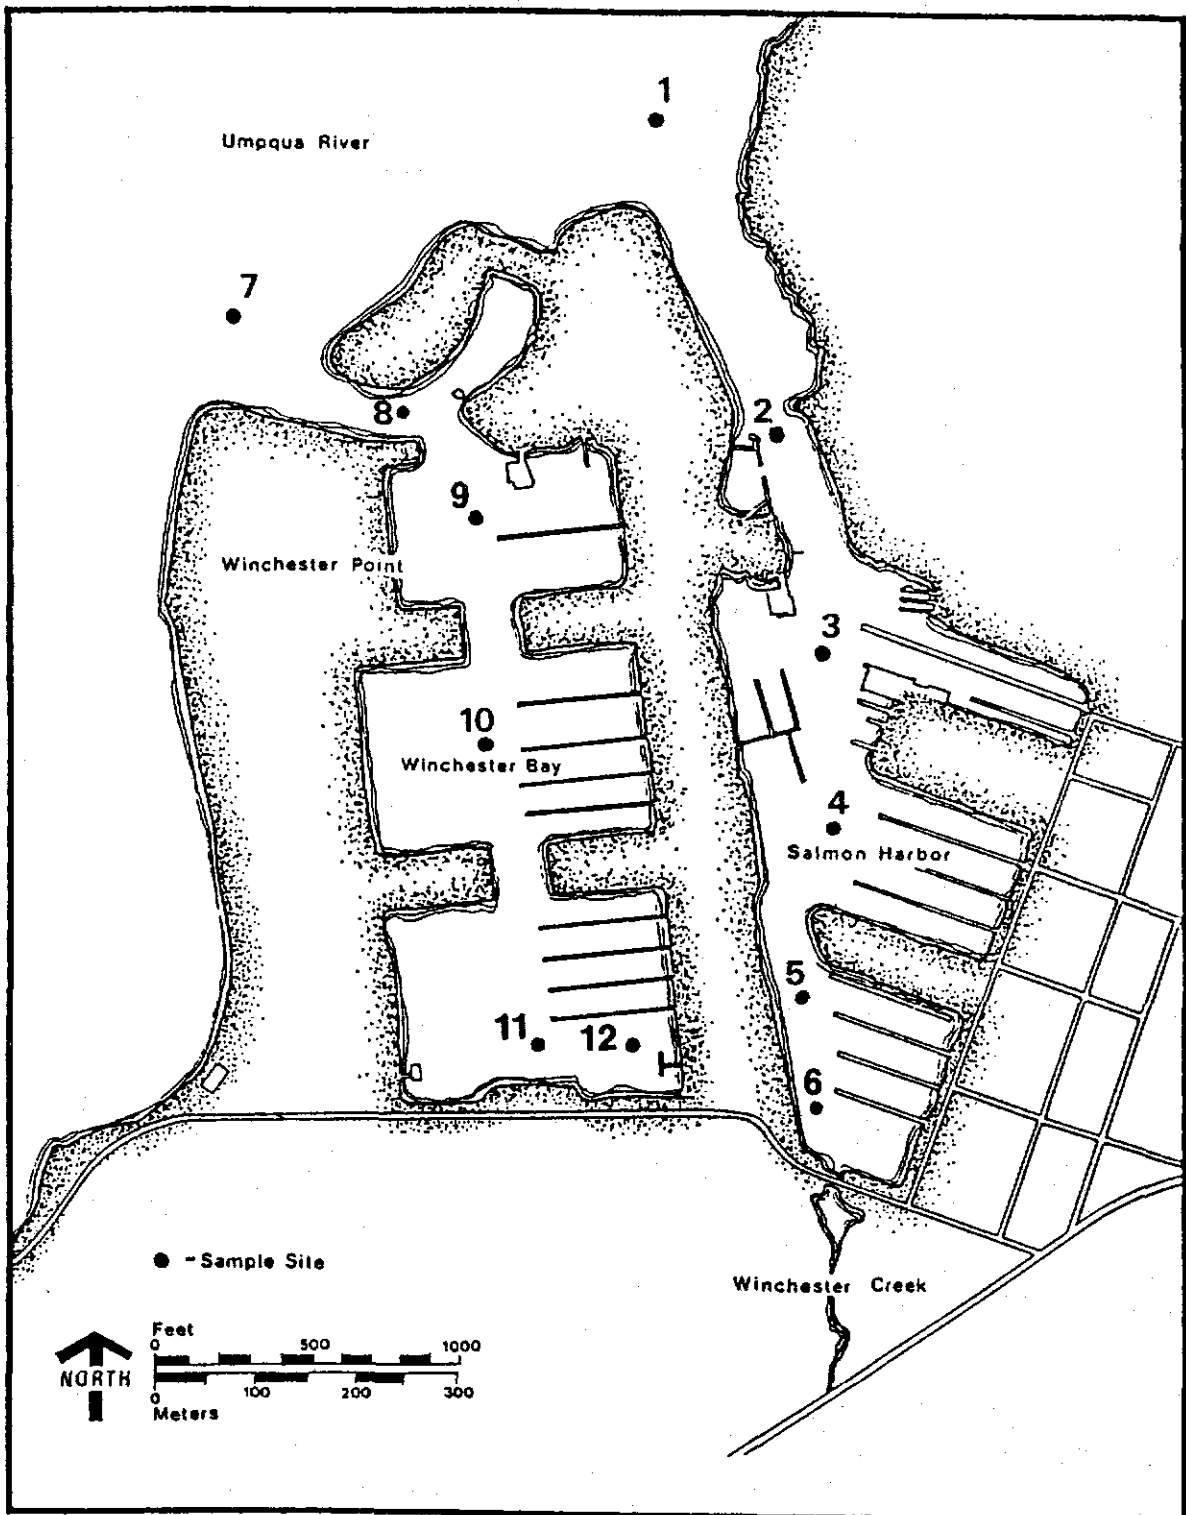 1
Umpqua River
7
8
2
9
Winchester Point
3
10
Winchester Bay
4
Salmon Harbor
5
11 12
6
- Sample Site
Winchester Creek
Feet
0 500 1000
NORTH
0 100 200 300
Meters